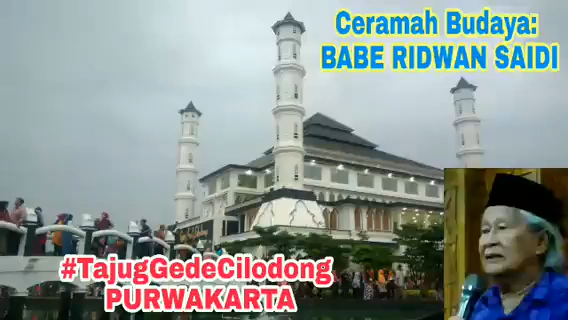 Ceramah Budaya:
BABE RIDWAN SAIDI
#TajugGedeCilodong
PURWAKARTA